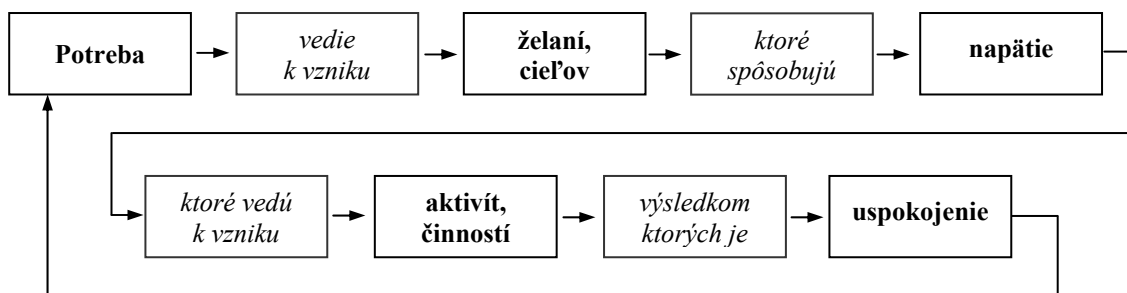 Potreba
vedie
k vzniku
želaní,
cieľov
ktoré
spôsobujú
napätie
ktoré vedú
k vzniku
aktivít,
činností
výsledkom
ktorých je
uspokojenie